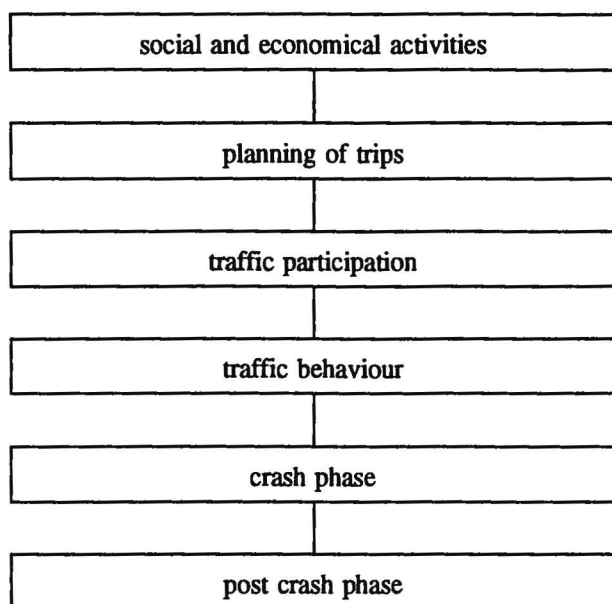 social and economical activities
planning of trips
traffic participation
traffic behaviour
crash phase
post crash phase